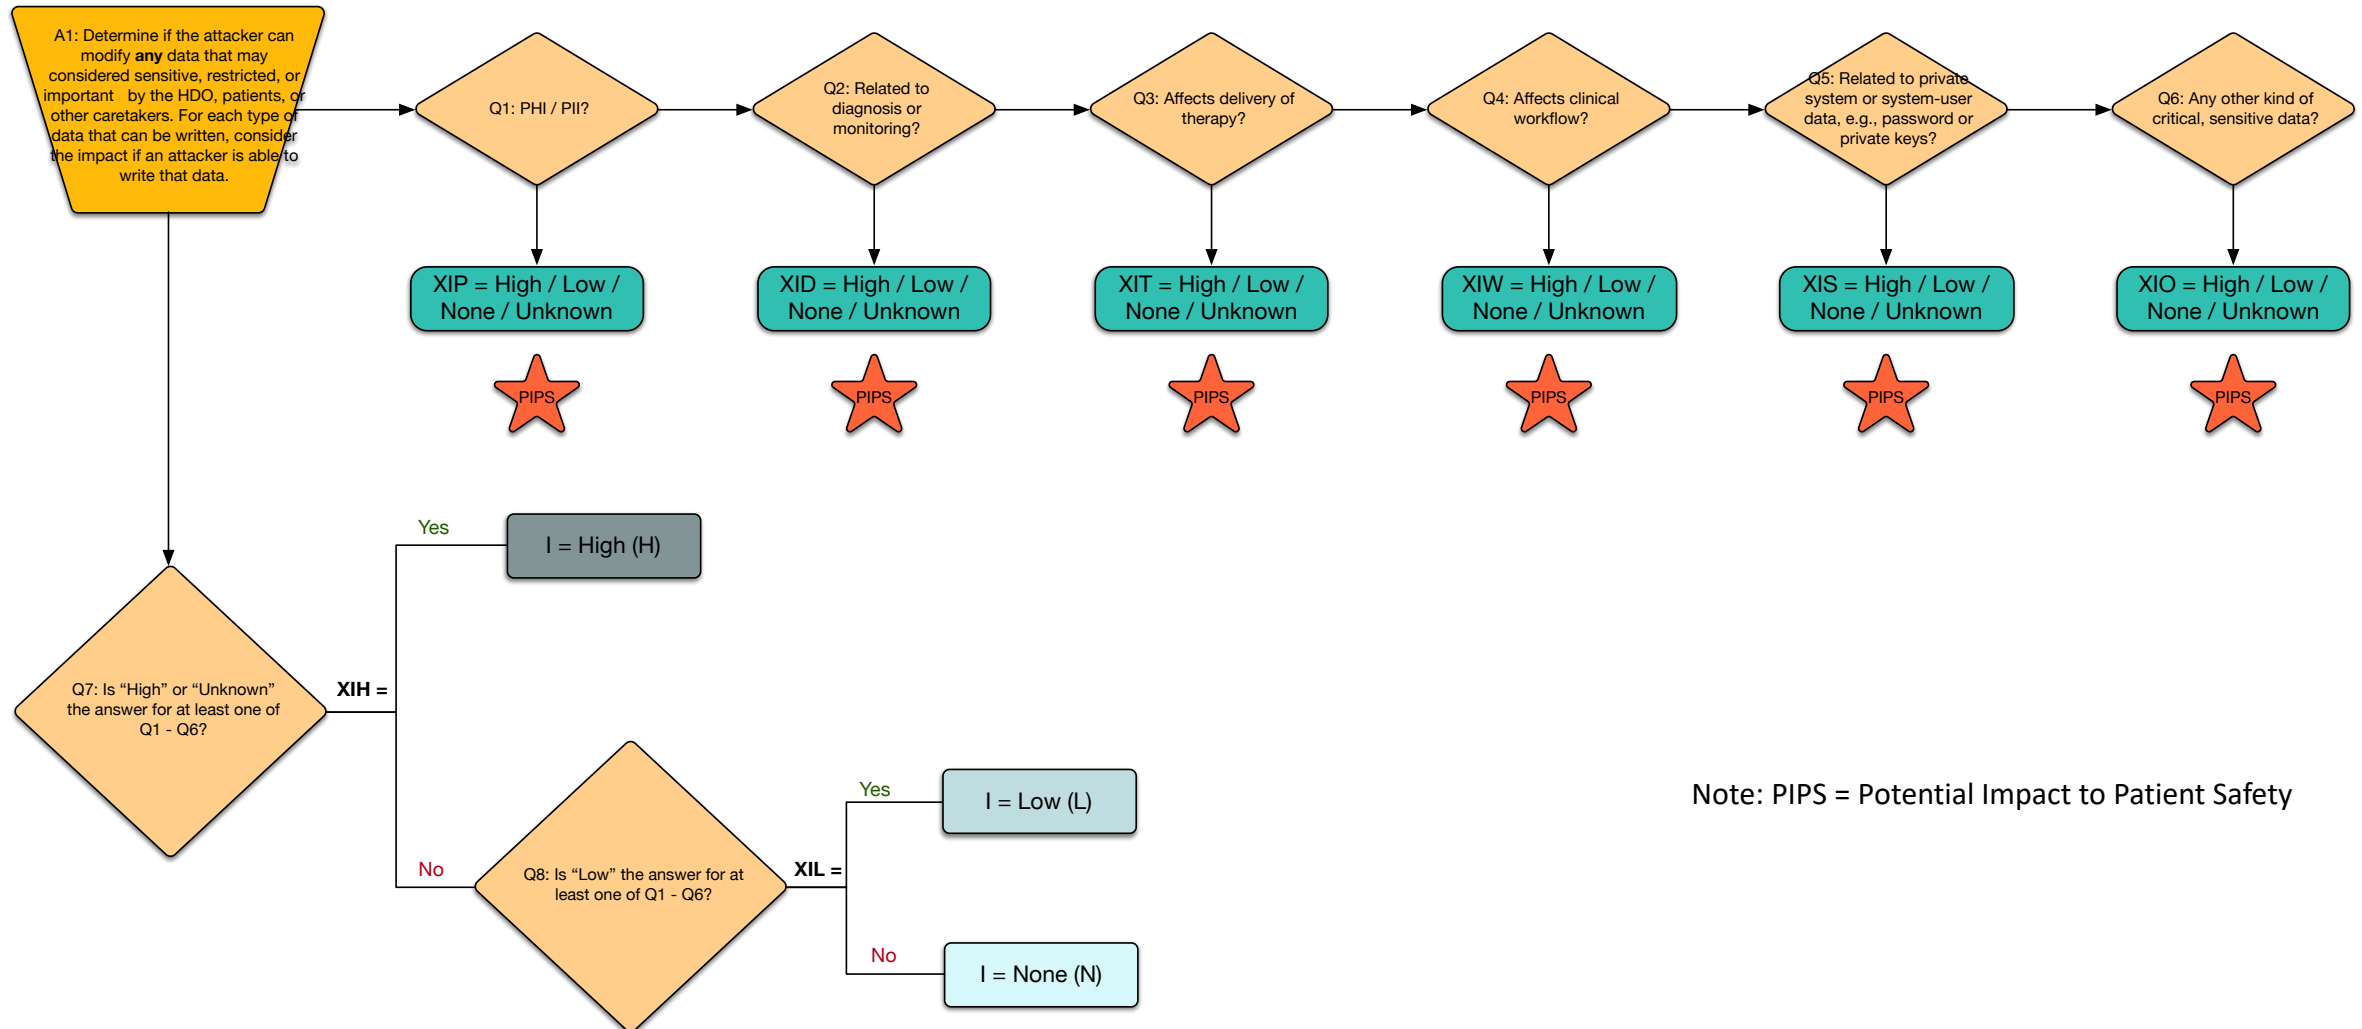 A1: Determine if the attacker can
modify any data that may
considered sensitive, restricted, or
important by the HDO, patients, or
other caretakers. For each type of
data that can be written, consider
the impact if an attacker is able to
write that data.
Q1: PHI / PII?
Q2: Related to
diagnosis or
monitoring?
Q3: Affects delivery of
therapy?
Q4: Affects clinical
workflow?
Q5: Related to private
system or system-user
data, e.g., password or
private keys?
Q6: Any other kind of
critical, sensitive data?
XIP = High / Low /
None / Unknown
XID = High / Low /
None / Unknown
XIT = High / Low /
None / Unknown
XIW = High / Low /
None / Unknown
XIS = High / Low /
None / Unknown
XIO = High / Low /
None / Unknown
PIPS
PIPS
PIPS
PIPS
PIPS
PIPS
Q7: Is “High” or “Unknown”
the answer for at least one of
Q1 - Q6?
XIH =
Yes
I = High (H)
No
Q8: Is “Low” the answer for at
least one of Q1 - Q6?
XIL =
Yes
I = Low (L)
No
I = None (N)
Note: PIPS = Potential Impact to Patient Safety